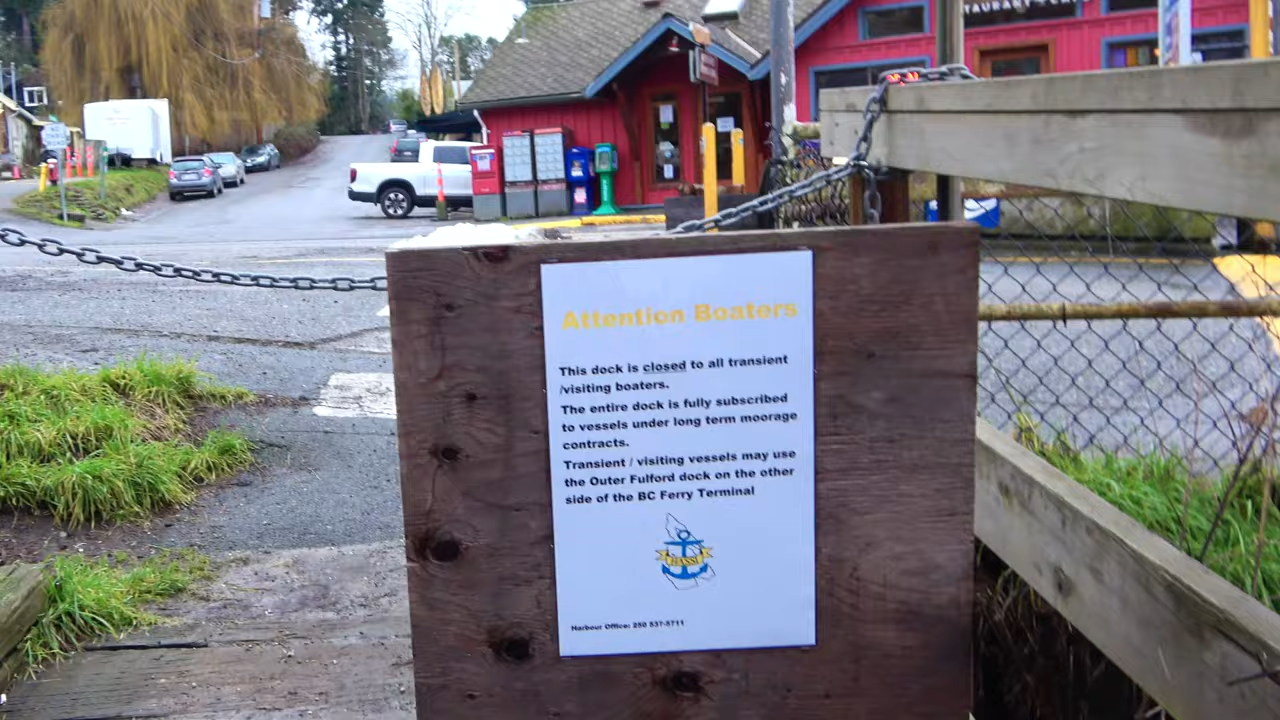 Attention Boaters
This dock is closed to all transient
/visiting boaters.
The entire dock is fully subscribed
to vessels under long term moorage
contracts.
Transient / visiting vessels may use
the Outer Fulford dock on the other
side of the BC Ferry Terminal
HASSI
Harbour Office: 250 537-5711